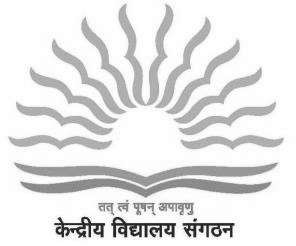 तत् त्वं पूषन् अपावृणु
केन्द्रीय विद्यालय संगठन